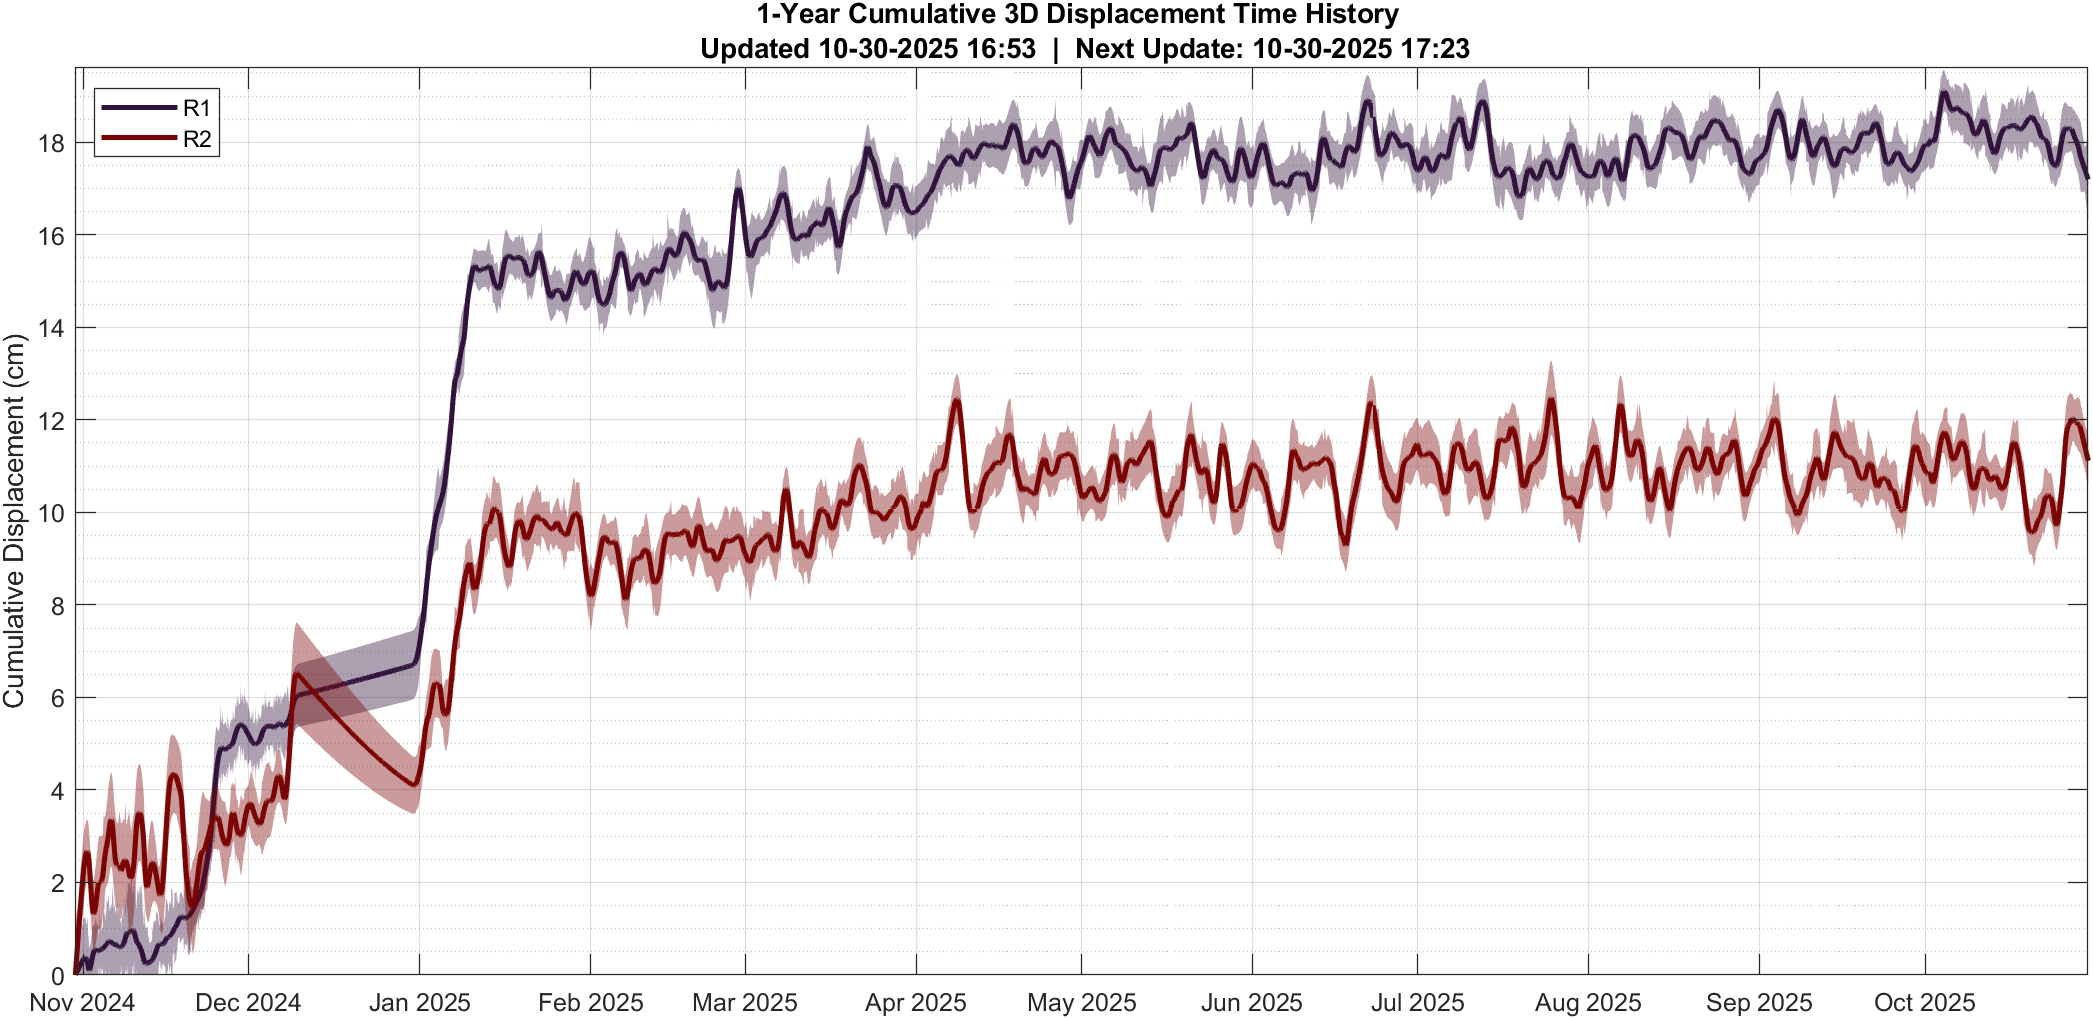 1-Year Cumulative 3D Displacement Time History
Updated 10-30-2025 16:53 | Next Update: 10-30-2025 17:23
R1
R2
Cumulative Displacement (cm)
18
16
14
12
10
8
6
4
2
0
Nov 2024 Dec 2024 Jan 2025 Feb 2025 Mar 2025 Apr 2025 May 2025 Jun 2025 Jul 2025 Aug 2025 Sep 2025 Oct 2025